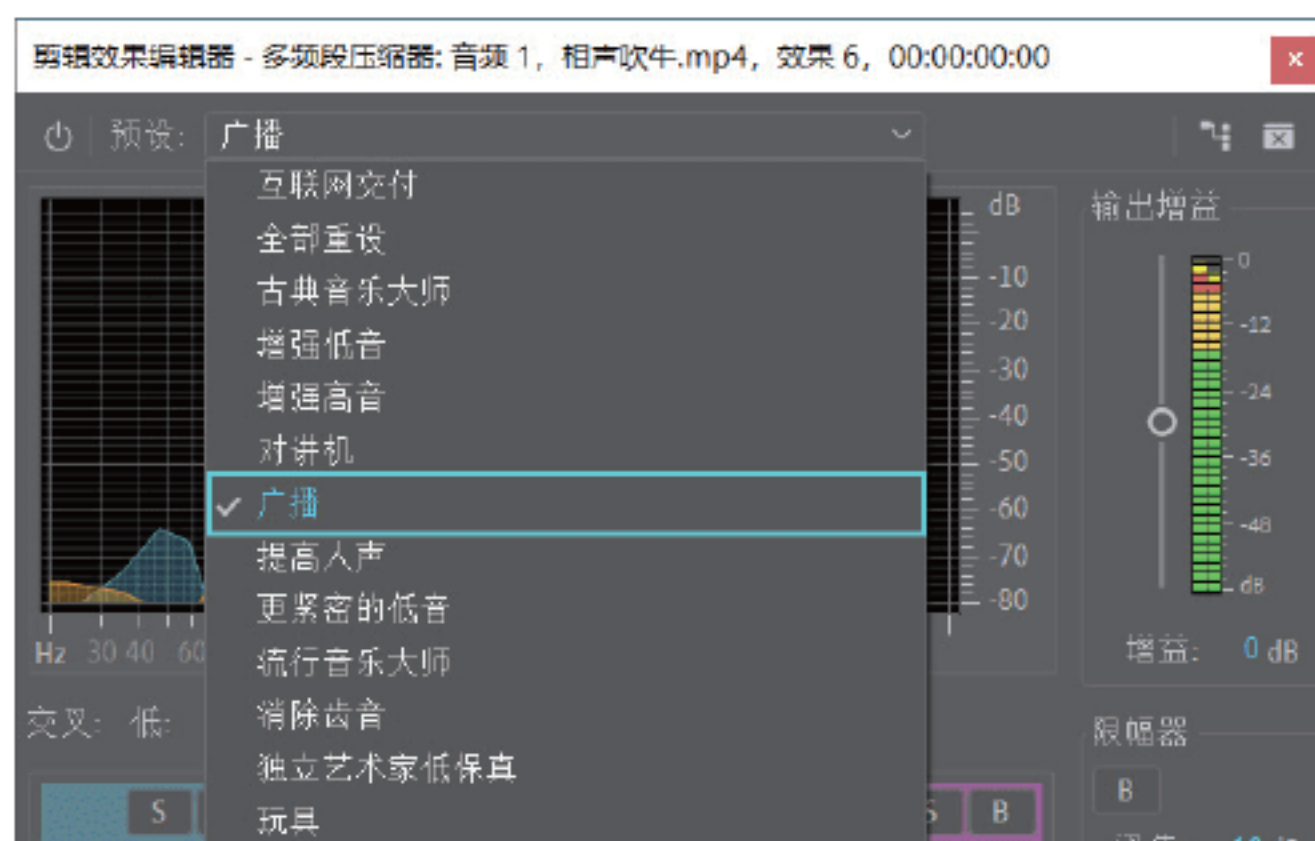 剪辑效果编辑器 - 多频段压缩器: 音频 1，相声吹牛.mp4，效果 6，00:00:00:00
预设: 广播
互联网交付
全部重设
古典音乐大师
增强低音
增强高音
对讲机
广播
提高人声
更紧密的低音
流行音乐大师
消除齿音
独立艺术家低保真
玩具
dB
-10
-20
-30
-40
-50
-60
-70
-80
Hz 30 40 60
交叉: 低:
S
B
输出增益
0
-12
-24
-36
-48
dB
增益: 0 dB
限幅器
B